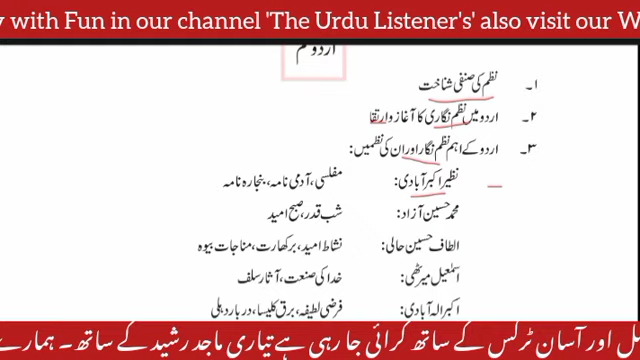 y with Fun in our channel 'The Urdu Listener's' also visit our W
اردو نظم
۱۔ نظم کی صنفی شناخت
۲۔ اردو میں نظم نگاری کا آغاز و ارتقا
۳۔ اردو کے اہم نظم نگار اور ان کی نظمیں:
نظیر اکبر آبادی: مفلسی، آدمی نامہ، بنجارہ نامہ
محمد حسین آزاد: شب قدر، صبح امید
الطاف حسین حالی: نشاط امید، برکھارت، مناجات بیوہ
اسمٰعیل میرٹھی: خدا کی صنعت، آثار سلف
اکبر الہ آبادی: فرضی لطیفہ، برق کلیسا، دربار دہلی
اور آسان ٹرکس کے ساتھ کرائی جا رہی ہے تیاری ماجد رشید کے ساتھ۔ ہمارے